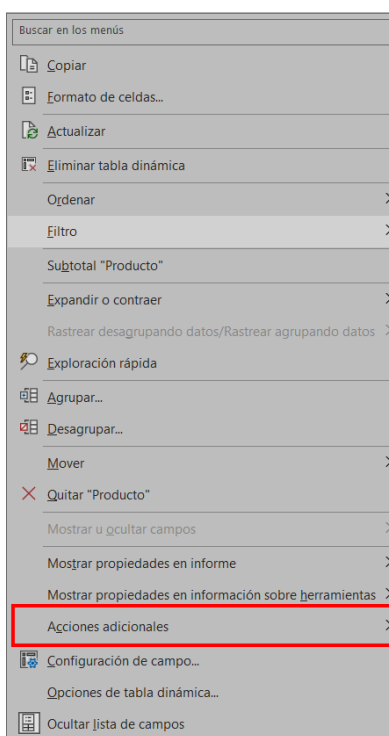 Buscar en los menús
Copiar
Formato de celdas...
Actualizar
Eliminar tabla dinámica
Ordenar
Filtro
Subtotal "Producto"
Expandir o contraer
Rastrear desagrupando datos/Rastrear agrupando datos
Exploración rápida
Agrupar...
Desagrupar...
Mover
Quitar "Producto"
Mostrar u ocultar campos
Mostrar propiedades en informe
Mostrar propiedades en información sobre herramientas
Acciones adicionales
Configuración de campo...
Opciones de tabla dinámica...
Ocultar lista de campos